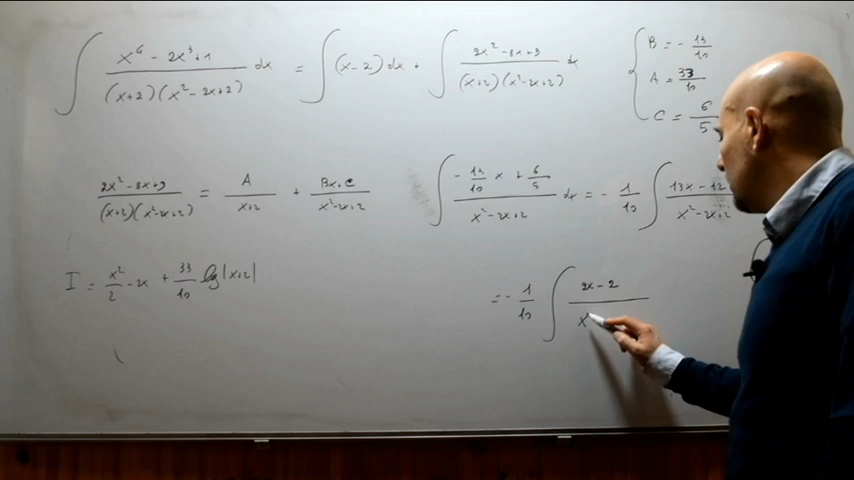 ∫ x⁴ - 2x³ + 1 / (x+2)(x² - 2x + 2) dx = ∫ (x-2) dx + ∫ 2x² - 8x + 9 / (x+2)(x² - 2x + 2) dx
B = - 13/10
A = 33/10
C = 6/5
2x² - 8x + 9 / (x+2)(x² - 2x + 2) = A / x+2 + Bx+C / x² - 2x + 2
∫ - 13/10 x + 6/5 / x² - 2x + 2 dx = - 1/10 ∫ 13x - 12 / x² - 2x + 2
I = x²/2 - 2x + 33/10 lg|x+2|
= - 1/10 ∫ 2x - 2 / x